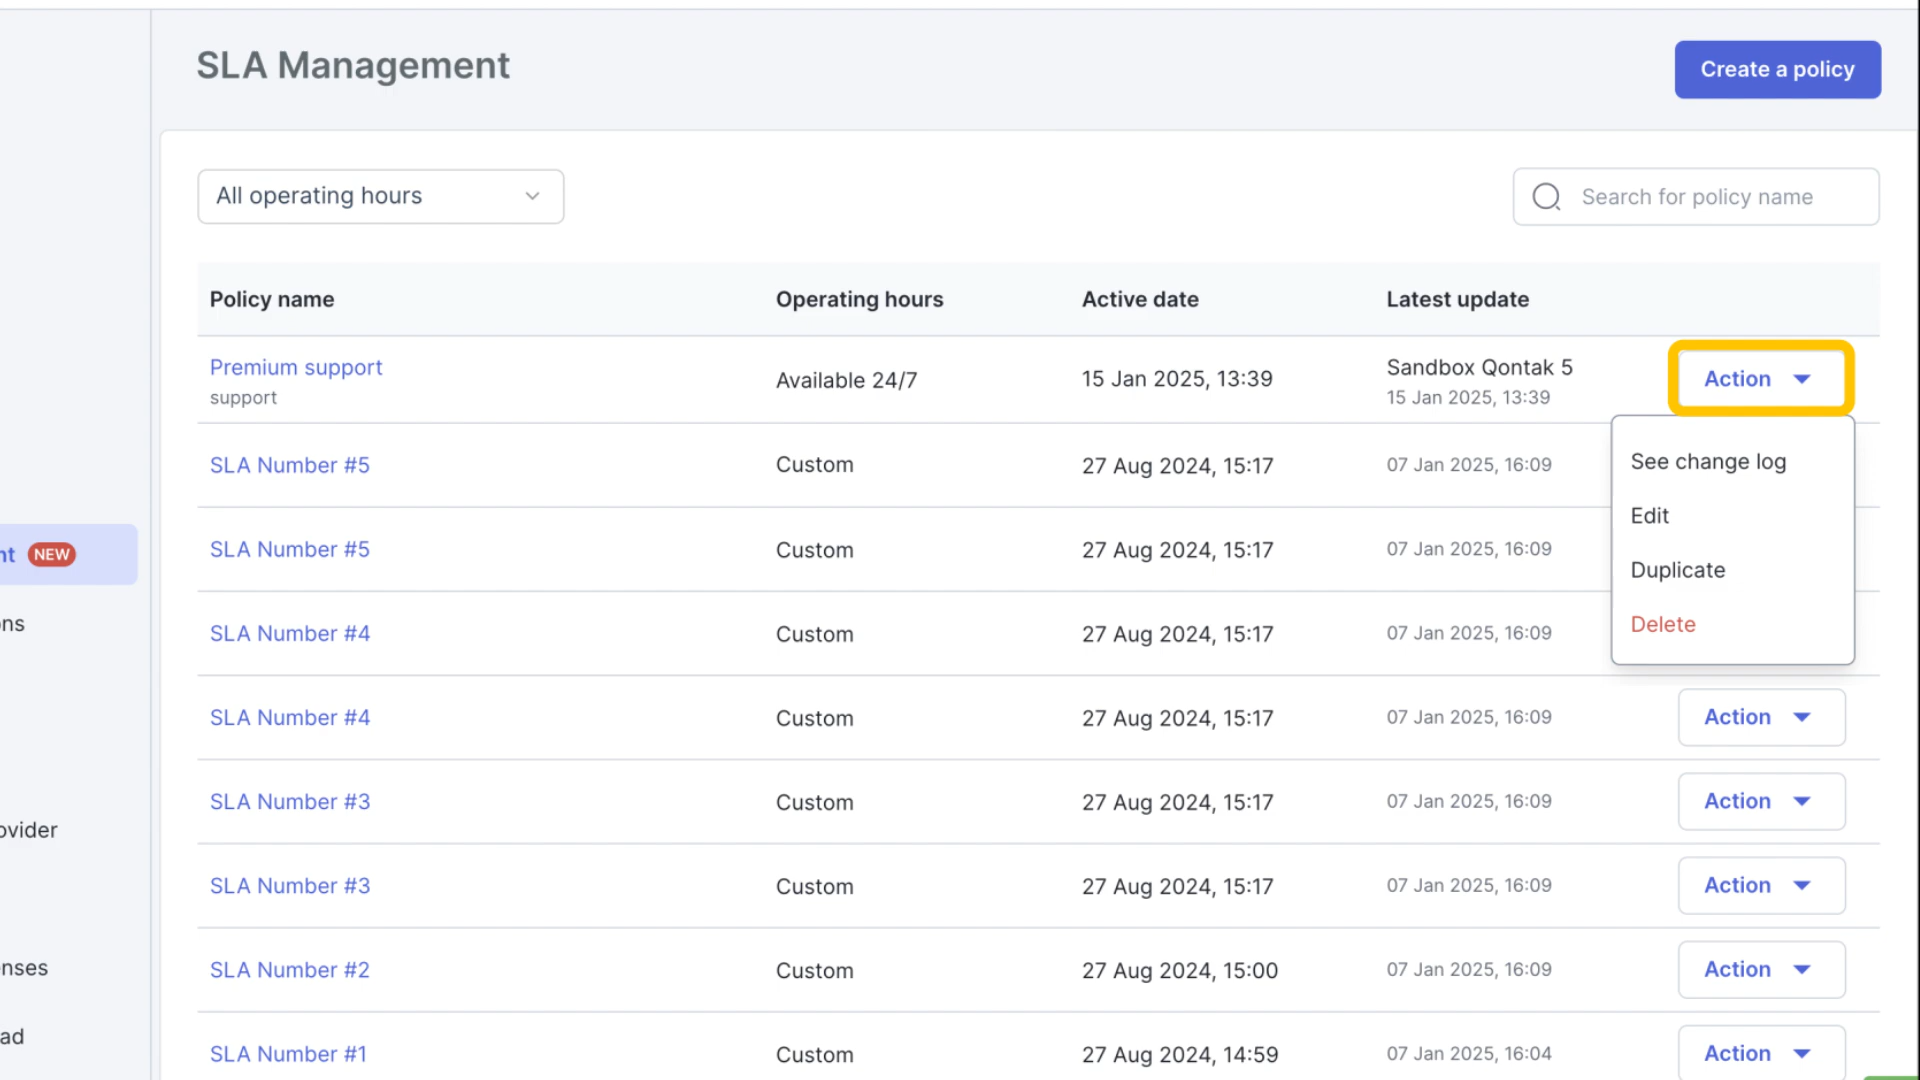 SLA Management
Create a policy
All operating hours
Search for policy name
Policy name Operating hours Active date Latest update
Premium support Available 24/7 15 Jan 2025, 13:39 Sandbox Qontak 5 Action
support 15 Jan 2025, 13:39
See change log
Edit
Duplicate
Delete
SLA Number #5 Custom 27 Aug 2024, 15:17 07 Jan 2025, 16:09
SLA Number #5 Custom 27 Aug 2024, 15:17 07 Jan 2025, 16:09
SLA Number #4 Custom 27 Aug 2024, 15:17 07 Jan 2025, 16:09
SLA Number #4 Custom 27 Aug 2024, 15:17 07 Jan 2025, 16:09 Action
SLA Number #3 Custom 27 Aug 2024, 15:17 07 Jan 2025, 16:09 Action
SLA Number #3 Custom 27 Aug 2024, 15:17 07 Jan 2025, 16:09 Action
SLA Number #2 Custom 27 Aug 2024, 15:00 07 Jan 2025, 16:09 Action
SLA Number #1 Custom 27 Aug 2024, 14:59 07 Jan 2025, 16:04 Action
nt NEW
ons
ovider
enses
ad